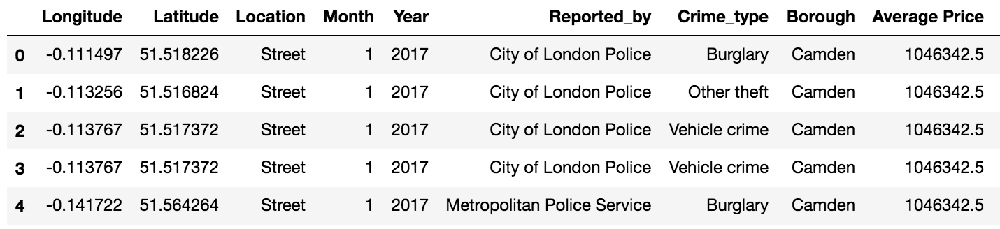 Longitude Latitude Location Month Year Reported_by Crime_type Borough Average Price
0 -0.111497 51.518226 Street 1 2017 City of London Police Burglary Camden 1046342.5
1 -0.113256 51.516824 Street 1 2017 City of London Police Other theft Camden 1046342.5
2 -0.113767 51.517372 Street 1 2017 City of London Police Vehicle crime Camden 1046342.5
3 -0.113767 51.517372 Street 1 2017 City of London Police Vehicle crime Camden 1046342.5
4 -0.141722 51.564264 Street 1 2017 Metropolitan Police Service Burglary Camden 1046342.5